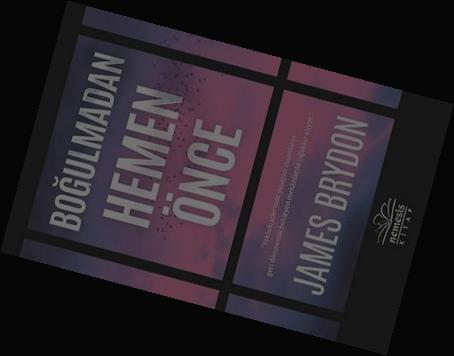 BOĞULMADAN
HEMEN
ÖNCE
JAMES BRYDON
nemesis
KİTAP